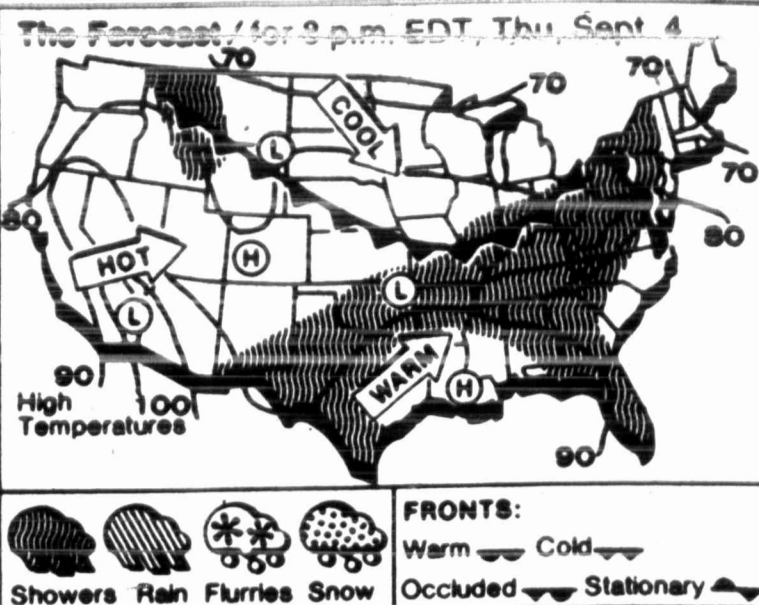 The Forecast / for 8 p.m. EDT, Thu, Sept. 4
70
70
70
COOL
L
70
80
80
HOT
H
L
L
WARM
H
90
100
High
Temperatures
90
FRONTS:
Warm Cold
Showers Rain Flurries Snow
Occluded Stationary